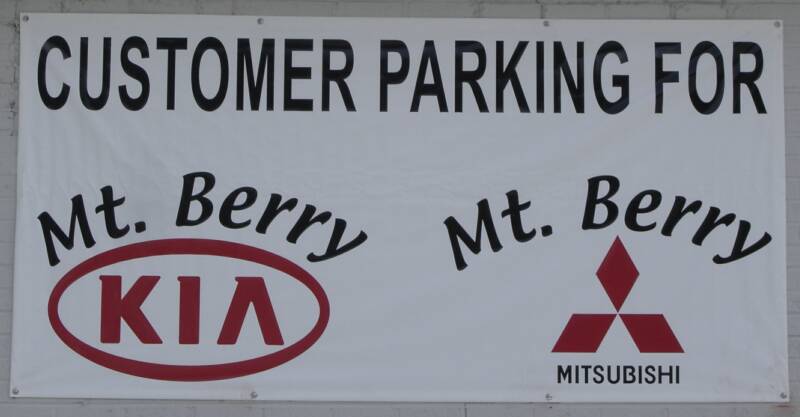 CUSTOMER PARKING FOR
Mt. Berry
KIA
Mt. Berry
MITSUBISHI